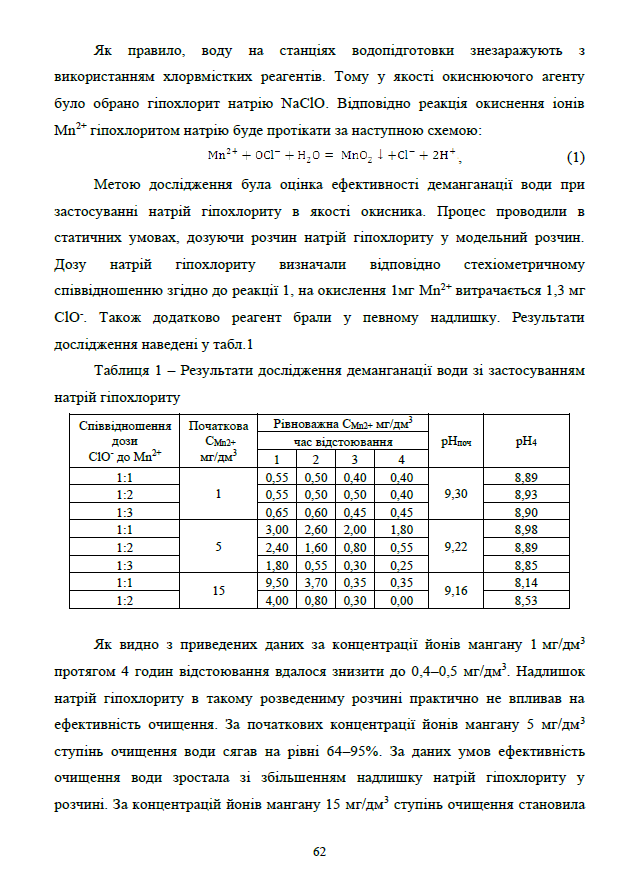 Як правило, воду на станціях водопідготовки знезаражують з
використанням хлорвмістких реагентів. Тому у якості окиснюючого агенту
було обрано гіпохлорит натрію NaClO. Відповідно реакція окиснення іонів
Mn²⁺ гіпохлоритом натрію буде протікати за наступною схемою:
Mn²⁺ + OCl⁻ + H₂O = MnO₂ ↓ +Cl⁻ + 2H⁺, (1)
Метою дослідження була оцінка ефективності деманганації води при
застосуванні натрій гіпохлориту в якості окисника. Процес проводили в
статичних умовах, дозуючи розчин натрій гіпохлориту у модельний розчин.
Дозу натрій гіпохлориту визначали відповідно стехіометричному
співвідношенню згідно до реакції 1, на окислення 1мг Mn²⁺ витрачається 1,3 мг
ClO⁻. Також додатково реагент брали у певному надлишку. Результати
дослідження наведені у табл.1
Таблиця 1 – Результати дослідження деманганації води зі застосуванням
натрій гіпохлориту
Співвідношення дози ClO⁻ до Mn²⁺ | Початкова CMn2+ мг/дм³ | Рівноважна CMn2+ мг/дм³ | pHпоч | pH4
час відстоювання
1 2 3 4
1:1 0,55 0,50 0,40 0,40 8,89
1:2 1 0,55 0,50 0,50 0,40 9,30 8,93
1:3 0,65 0,60 0,45 0,45 8,90
1:1 3,00 2,60 2,00 1,80 8,98
1:2 5 2,40 1,60 0,80 0,55 9,22 8,89
1:3 1,80 0,55 0,30 0,25 8,85
1:1 15 9,50 3,70 0,35 0,35 9,16 8,14
1:2 4,00 0,80 0,30 0,00 8,53
Як видно з приведених даних за концентрації йонів мангану 1 мг/дм³
протягом 4 годин відстоювання вдалося знизити до 0,4–0,5 мг/дм³. Надлишок
натрій гіпохлориту в такому розведениму розчині практично не впливав на
ефективність очищення. За початкових концентрації йонів мангану 5 мг/дм³
ступінь очищення води сягав на рівні 64–95%. За даних умов ефективність
очищення води зростала зі збільшенням надлишку натрій гіпохлориту у
розчині. За концентрацій йонів мангану 15 мг/дм³ ступінь очищення становила
62